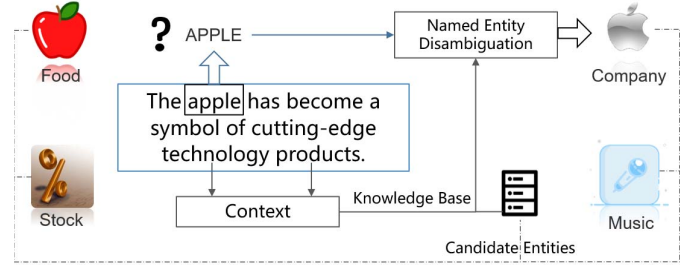 ? APPLE
Named Entity
Disambiguation
Food
Company
The apple has become a
symbol of cutting-edge
technology products.
Stock
Context
Knowledge Base
Music
Candidate Entities